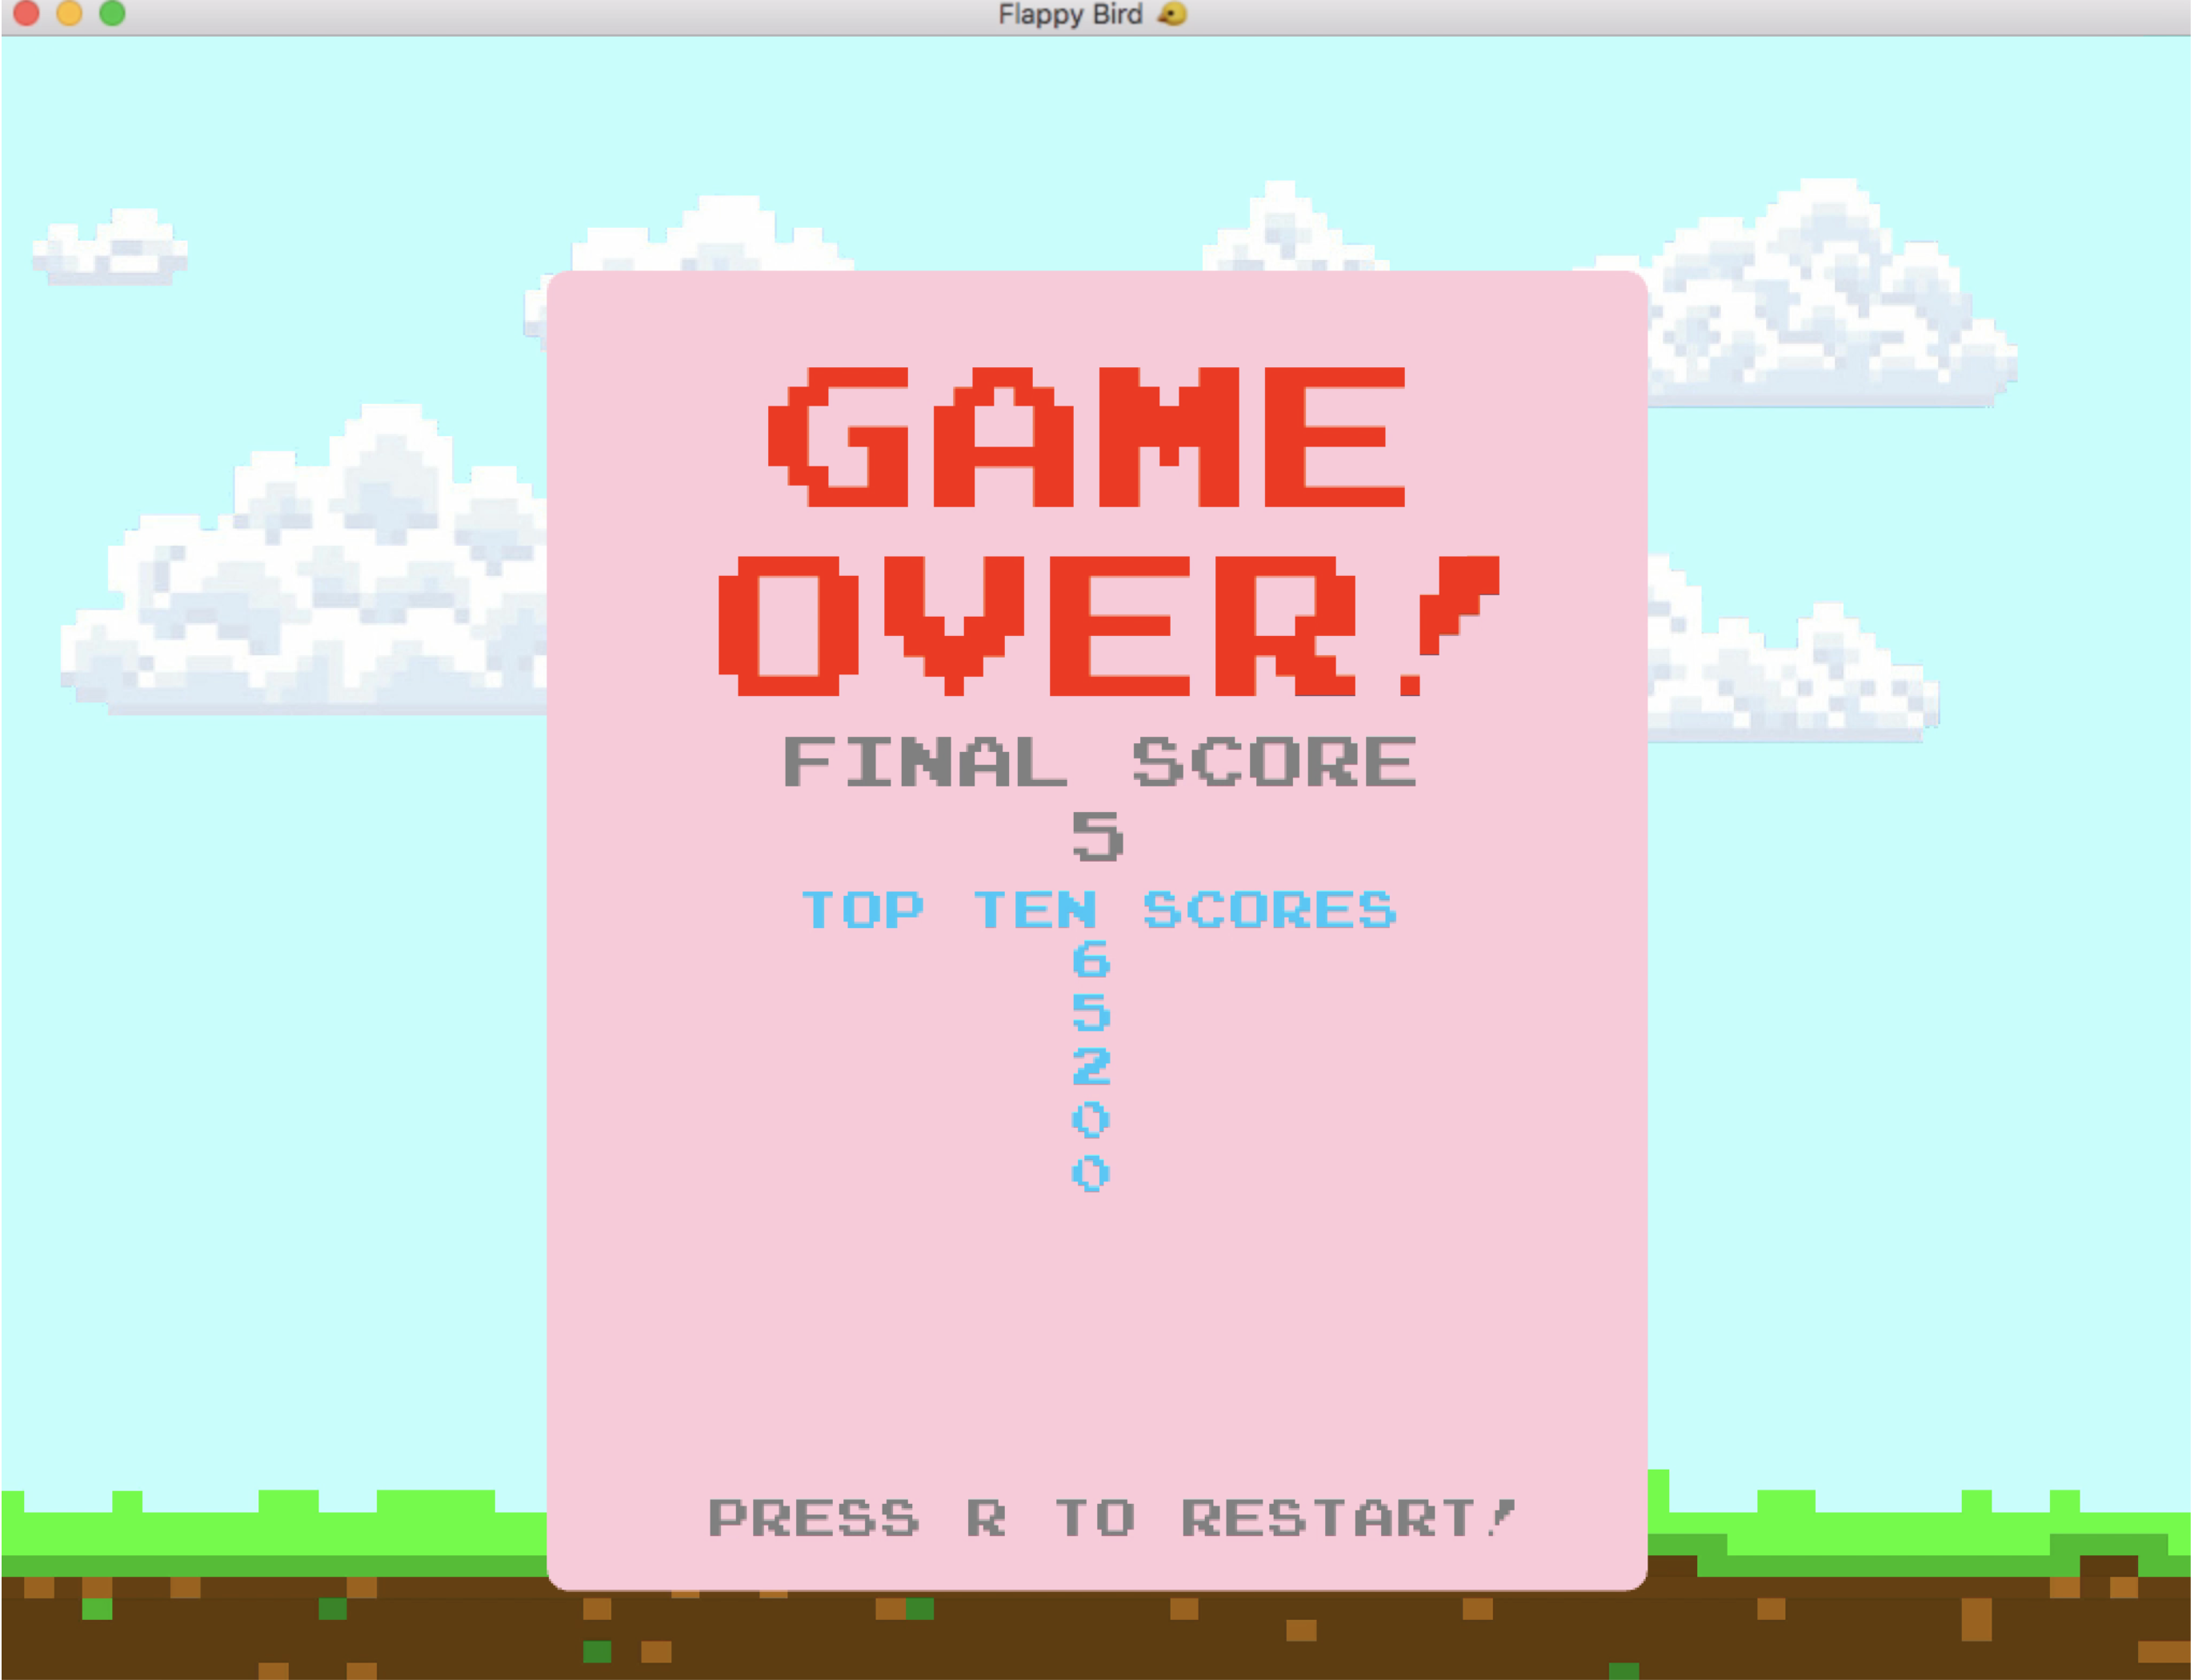 Flappy Bird 🐤
GAME
OVER!
FINAL SCORE
5
TOP TEN SCORES
6
5
2
0
0
PRESS R TO RESTART!